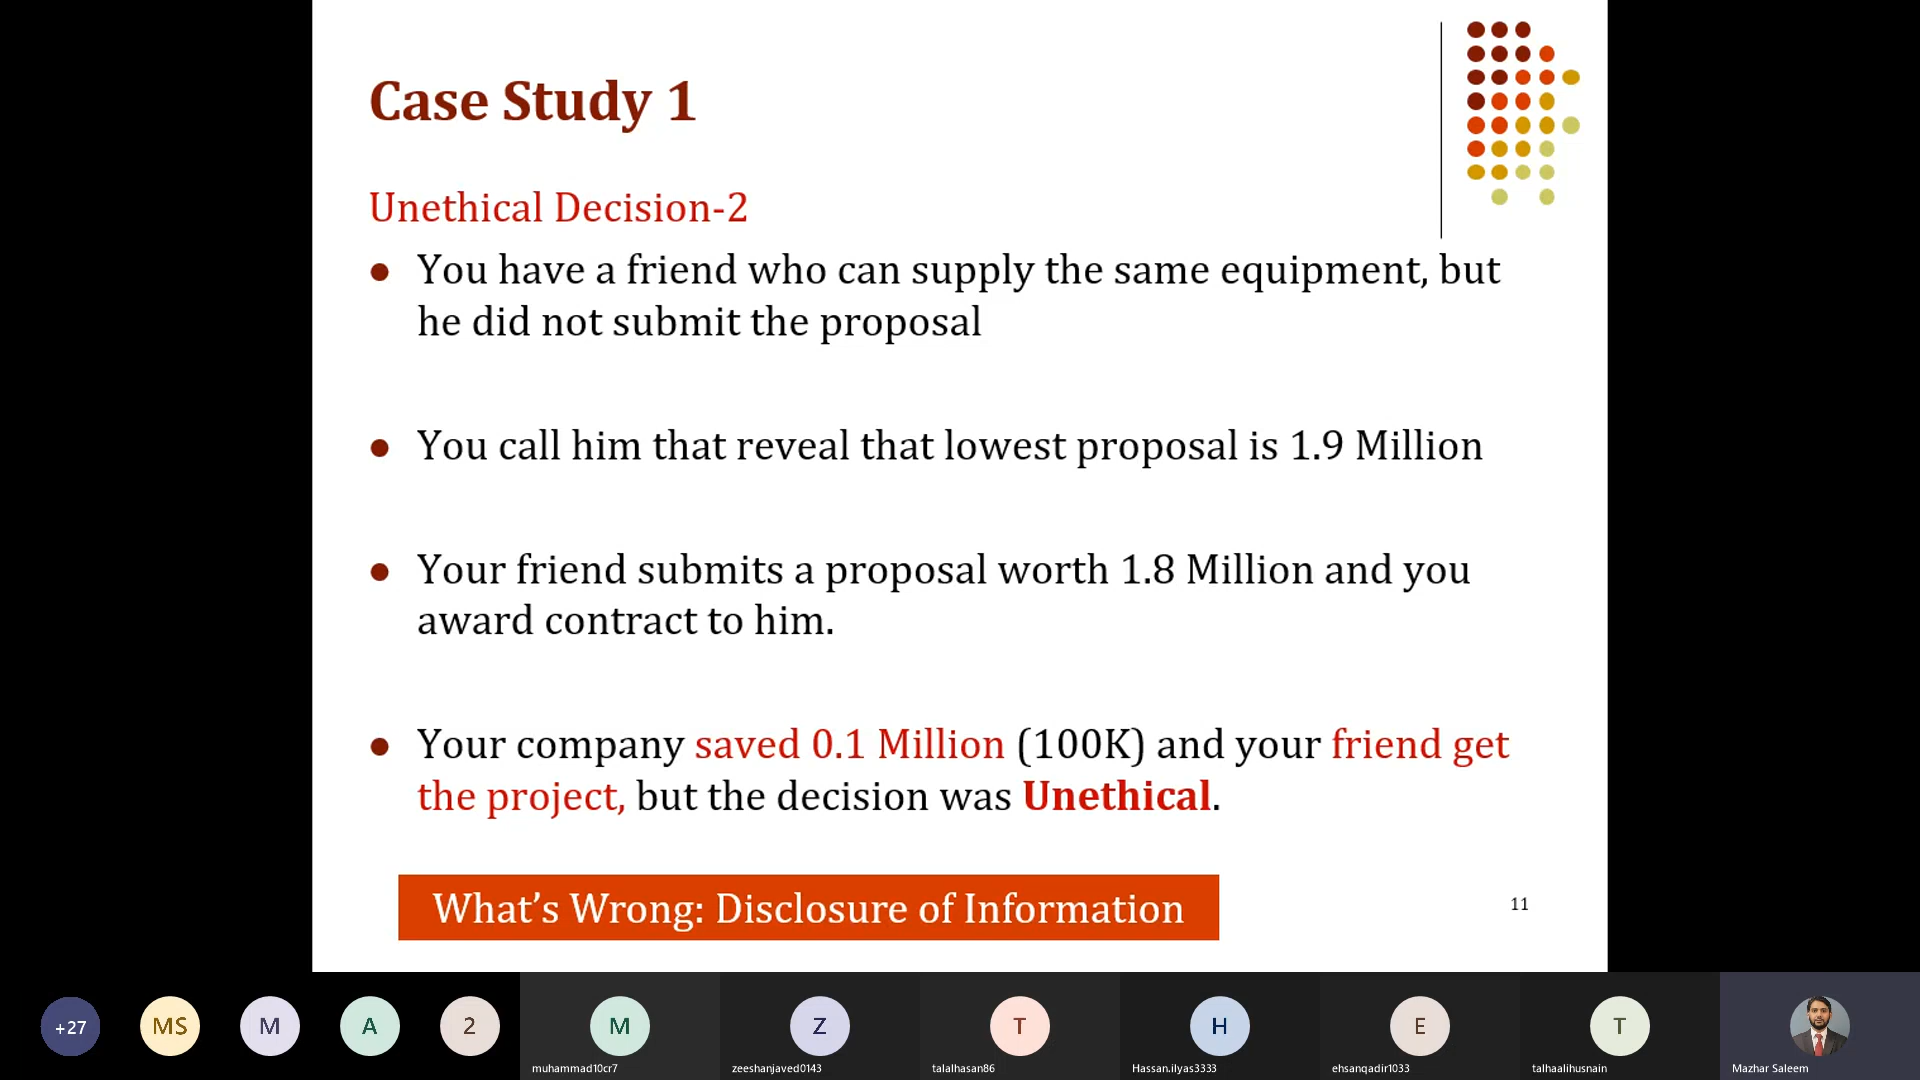 Case Study 1
Unethical Decision-2
● You have a friend who can supply the same equipment, but
he did not submit the proposal
● You call him that reveal that lowest proposal is 1.9 Million
● Your friend submits a proposal worth 1.8 Million and you
award contract to him.
● Your company saved 0.1 Million (100K) and your friend get
the project, but the decision was Unethical.
What’s Wrong: Disclosure of Information
11
+27 MS M A 2 M Z T H E T
muhammad10cr7 zeeshanjaved0143 talalhasan86 Hassan.ilyas3333 ehsanqadir1033 talhaalihusnain Mazhar Saleem